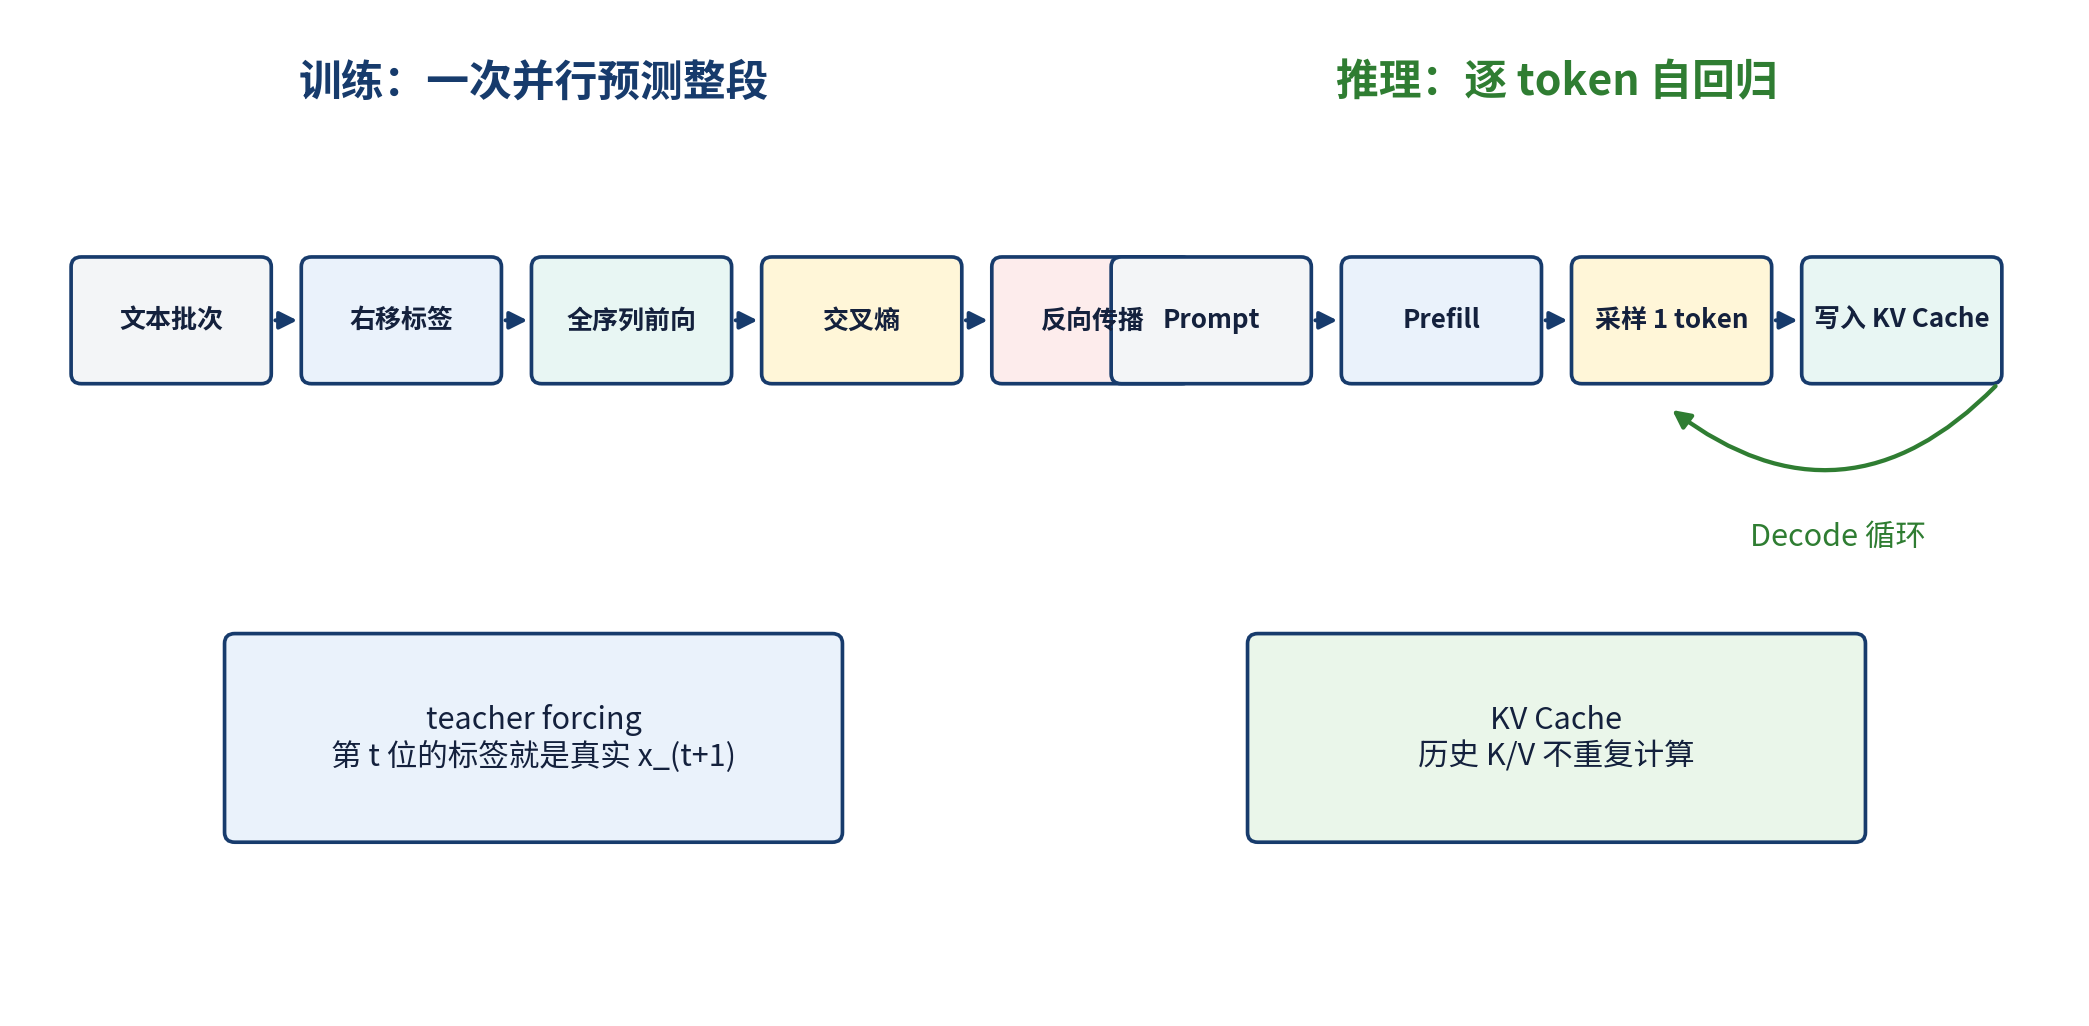 训练：一次并行预测整段
推理：逐 token 自回归
文本批次
右移标签
全序列前向
交叉熵
反向传播
Prompt
Prefill
采样 1 token
写入 KV Cache
Decode 循环
teacher forcing
第 t 位的标签就是真实 x_(t+1)
KV Cache
历史 K/V 不重复计算